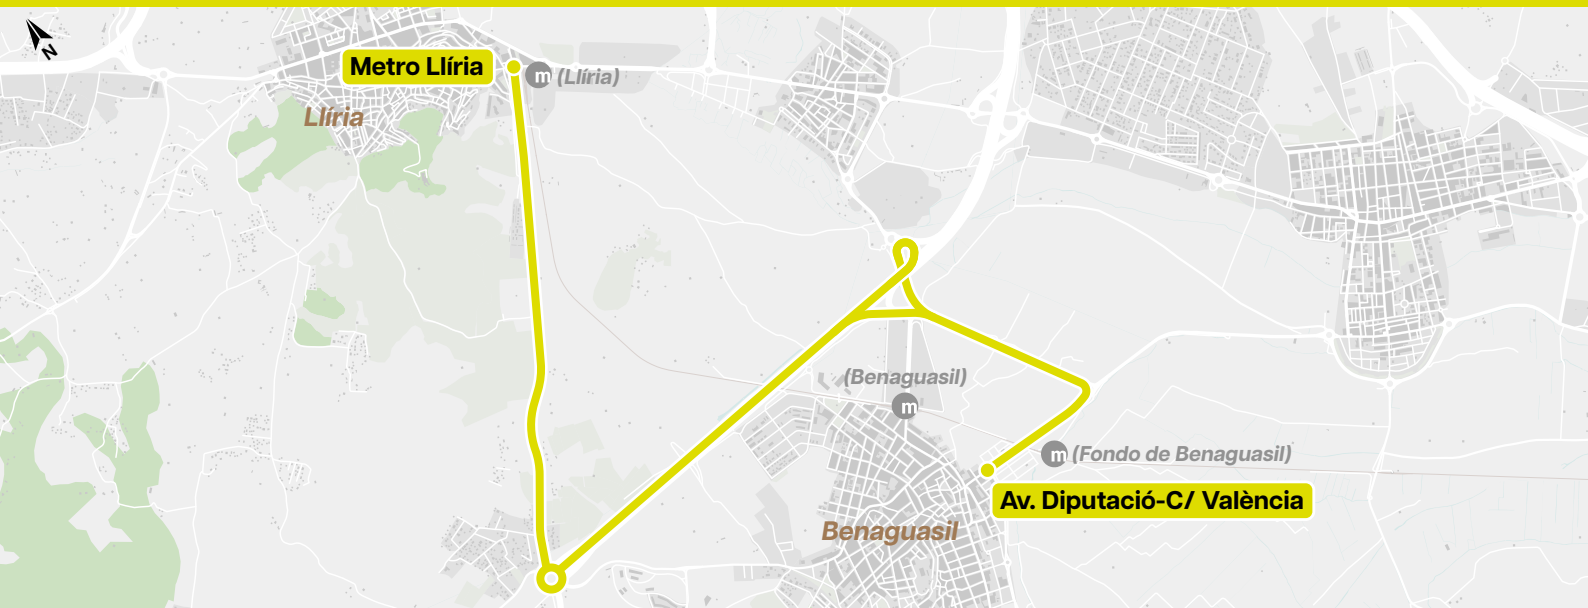 N
Metro Llíria
m (Llíria)
Llíria
(Benaguasil)
m
m (Fondo de Benaguasil)
Av. Diputació-C/ València
Benaguasil